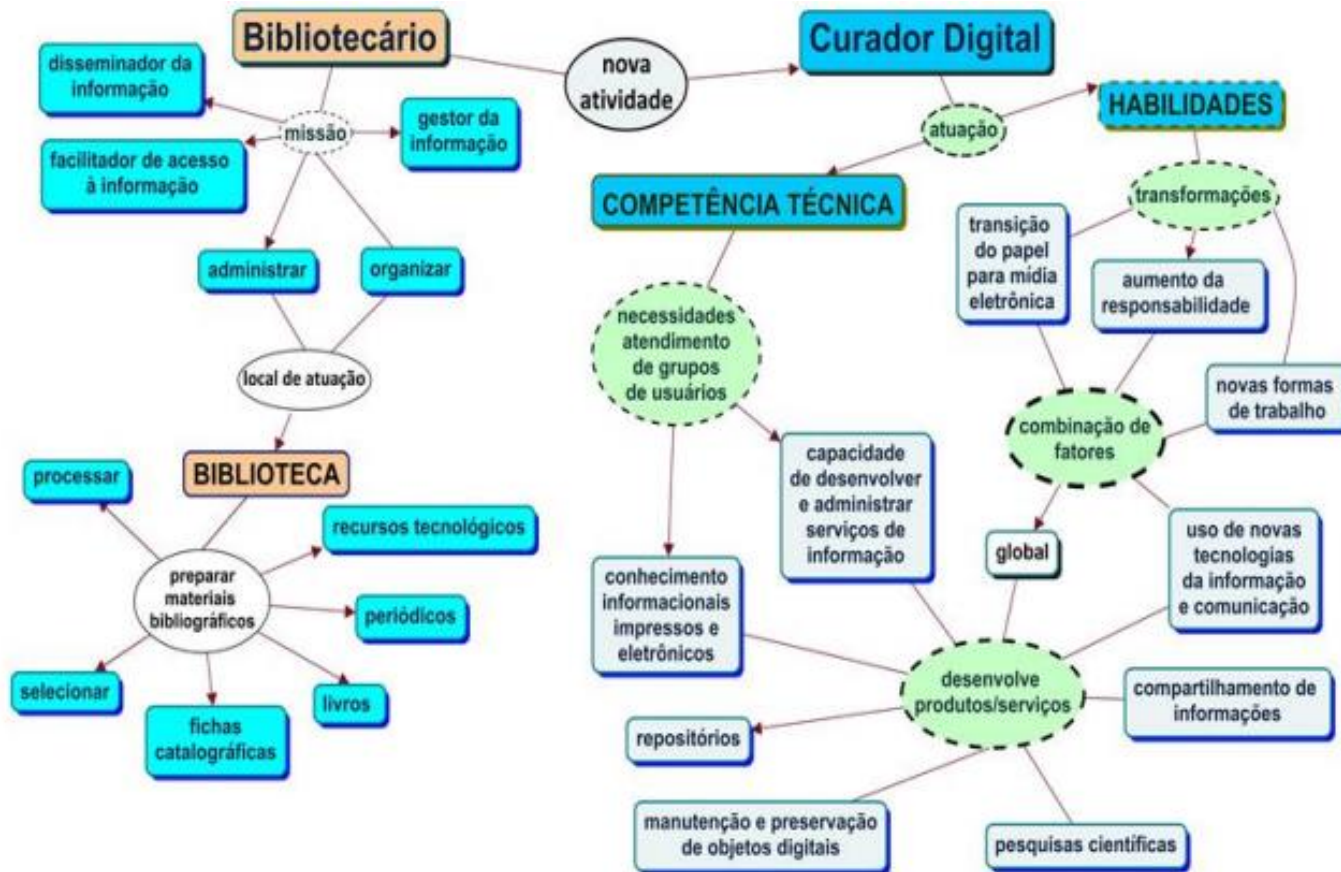 Bibliotecário
nova
atividade
Curador Digital
disseminador da
informação
missão
gestor da
informação
facilitador de acesso
à informação
administrar
organizar
local de atuação
BIBLIOTECA
processar
recursos tecnológicos
preparar
materiais
bibliográficos
periódicos
selecionar
fichas
catalográficas
livros
atuação
HABILIDADES
COMPETÊNCIA TÉCNICA
transformações
transição
do papel
para mídia
eletrônica
aumento da
responsabilidade
novas formas
de trabalho
necessidades
atendimento
de grupos
de usuários
combinação de
fatores
capacidade
de desenvolver
e administrar
serviços de
informação
global
uso de novas
tecnologias
da informação
e comunicação
conhecimento
informacionais
impressos e
eletrônicos
desenvolve
produtos/serviços
compartilhamento de
informações
repositórios
manutenção e preservação
de objetos digitais
pesquisas científicas